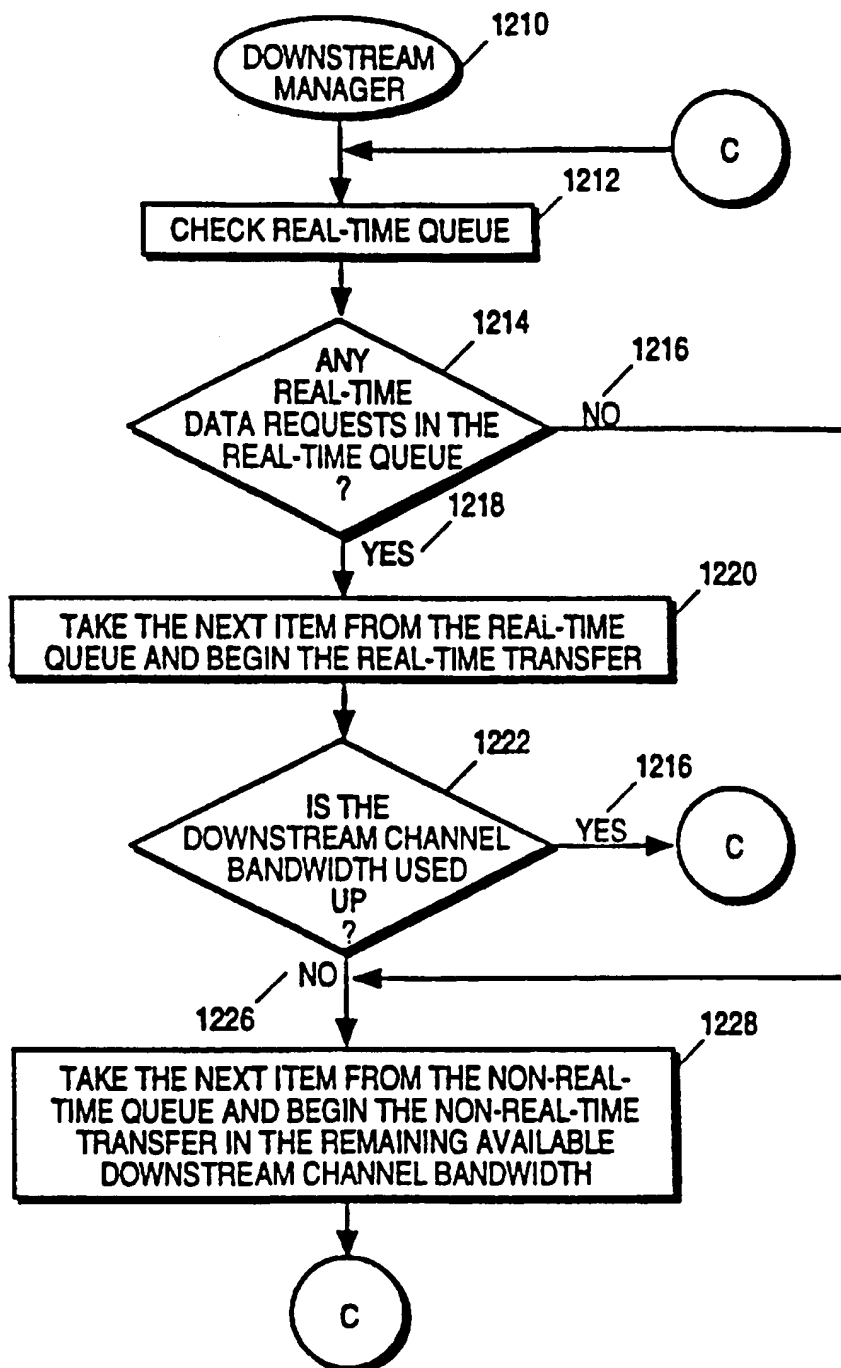 1210
DOWNSTREAM
MANAGER
C
1212
CHECK REAL-TIME QUEUE
1214
ANY
REAL-TIME
DATA REQUESTS IN THE
REAL-TIME QUEUE
?
1216
NO
1218
YES
1220
TAKE THE NEXT ITEM FROM THE REAL-TIME
QUEUE AND BEGIN THE REAL-TIME TRANSFER
1222
IS THE
DOWNSTREAM CHANNEL
BANDWIDTH USED
UP
?
1216
YES
C
NO
1226
1228
TAKE THE NEXT ITEM FROM THE NON-REAL-
TIME QUEUE AND BEGIN THE NON-REAL-TIME
TRANSFER IN THE REMAINING AVAILABLE
DOWNSTREAM CHANNEL BANDWIDTH
C